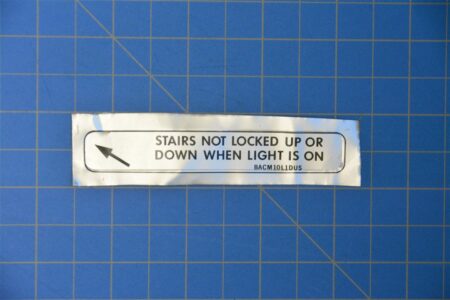 STAIRS NOT LOCKED UP OR
DOWN WHEN LIGHT IS ON
BACM10L1DUS